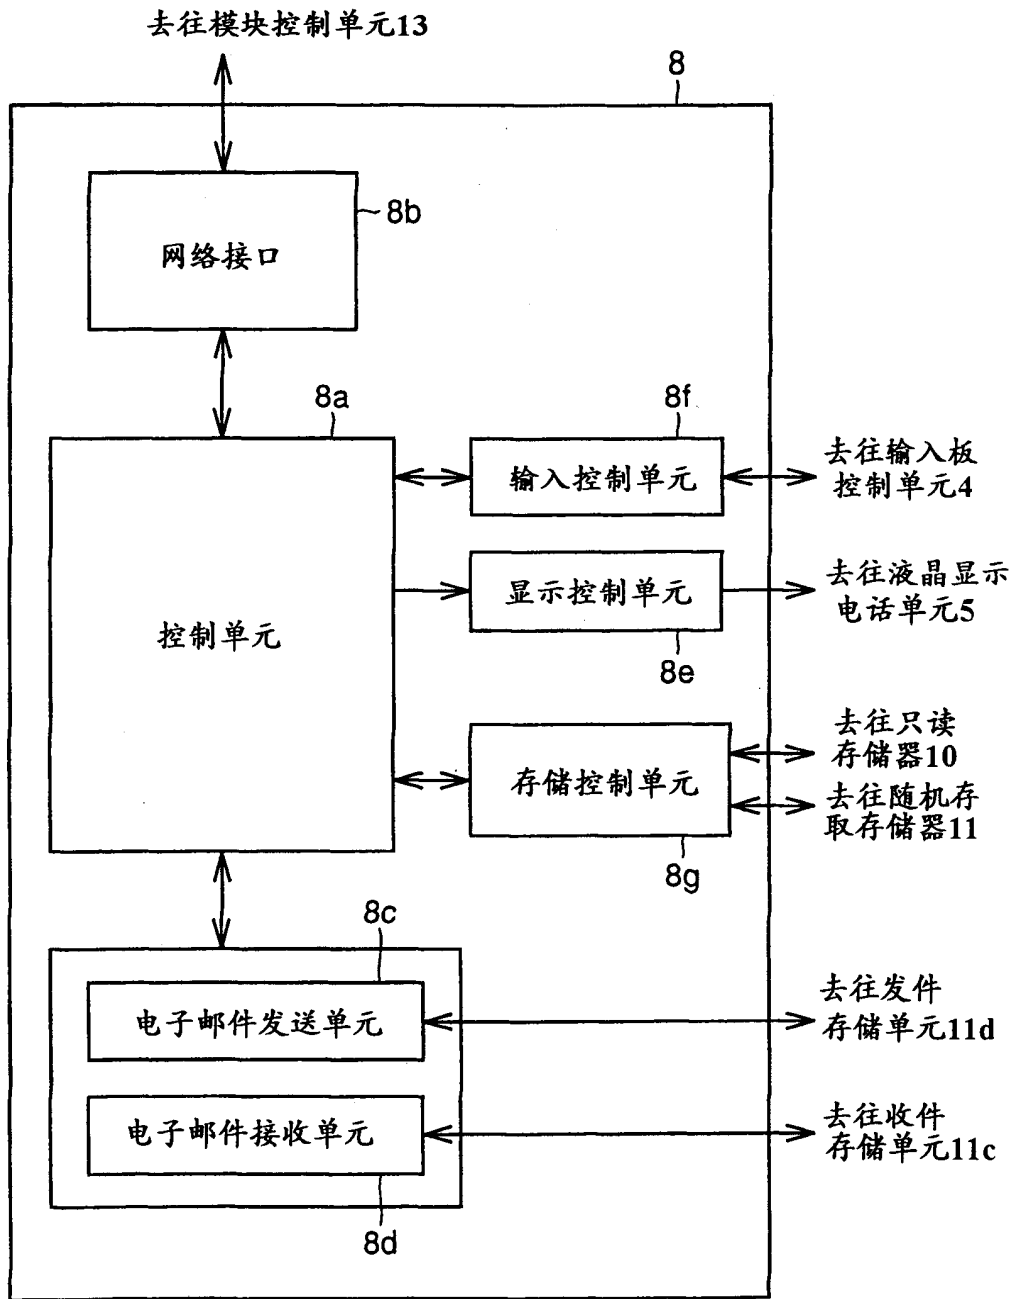 去往模块控制单元13
8
网络接口
8b
8a
控制单元
8f
输入控制单元
去往输入板
控制单元4
显示控制单元
8e
去往液晶显示
电话单元5
存储控制单元
8g
去往只读
存储器10
去往随机存
取存储器11
8c
电子邮件发送单元
去往发件
存储单元11d
电子邮件接收单元
8d
去往收件
存储单元11c